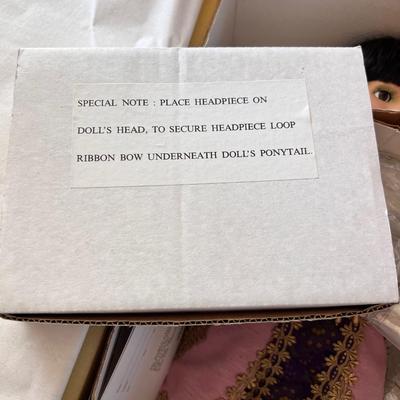 SPECIAL NOTE : PLACE HEADPIECE ON
DOLL'S HEAD, TO SECURE HEADPIECE LOOP
RIBBON BOW UNDERNEATH DOLL'S PONYTAIL.